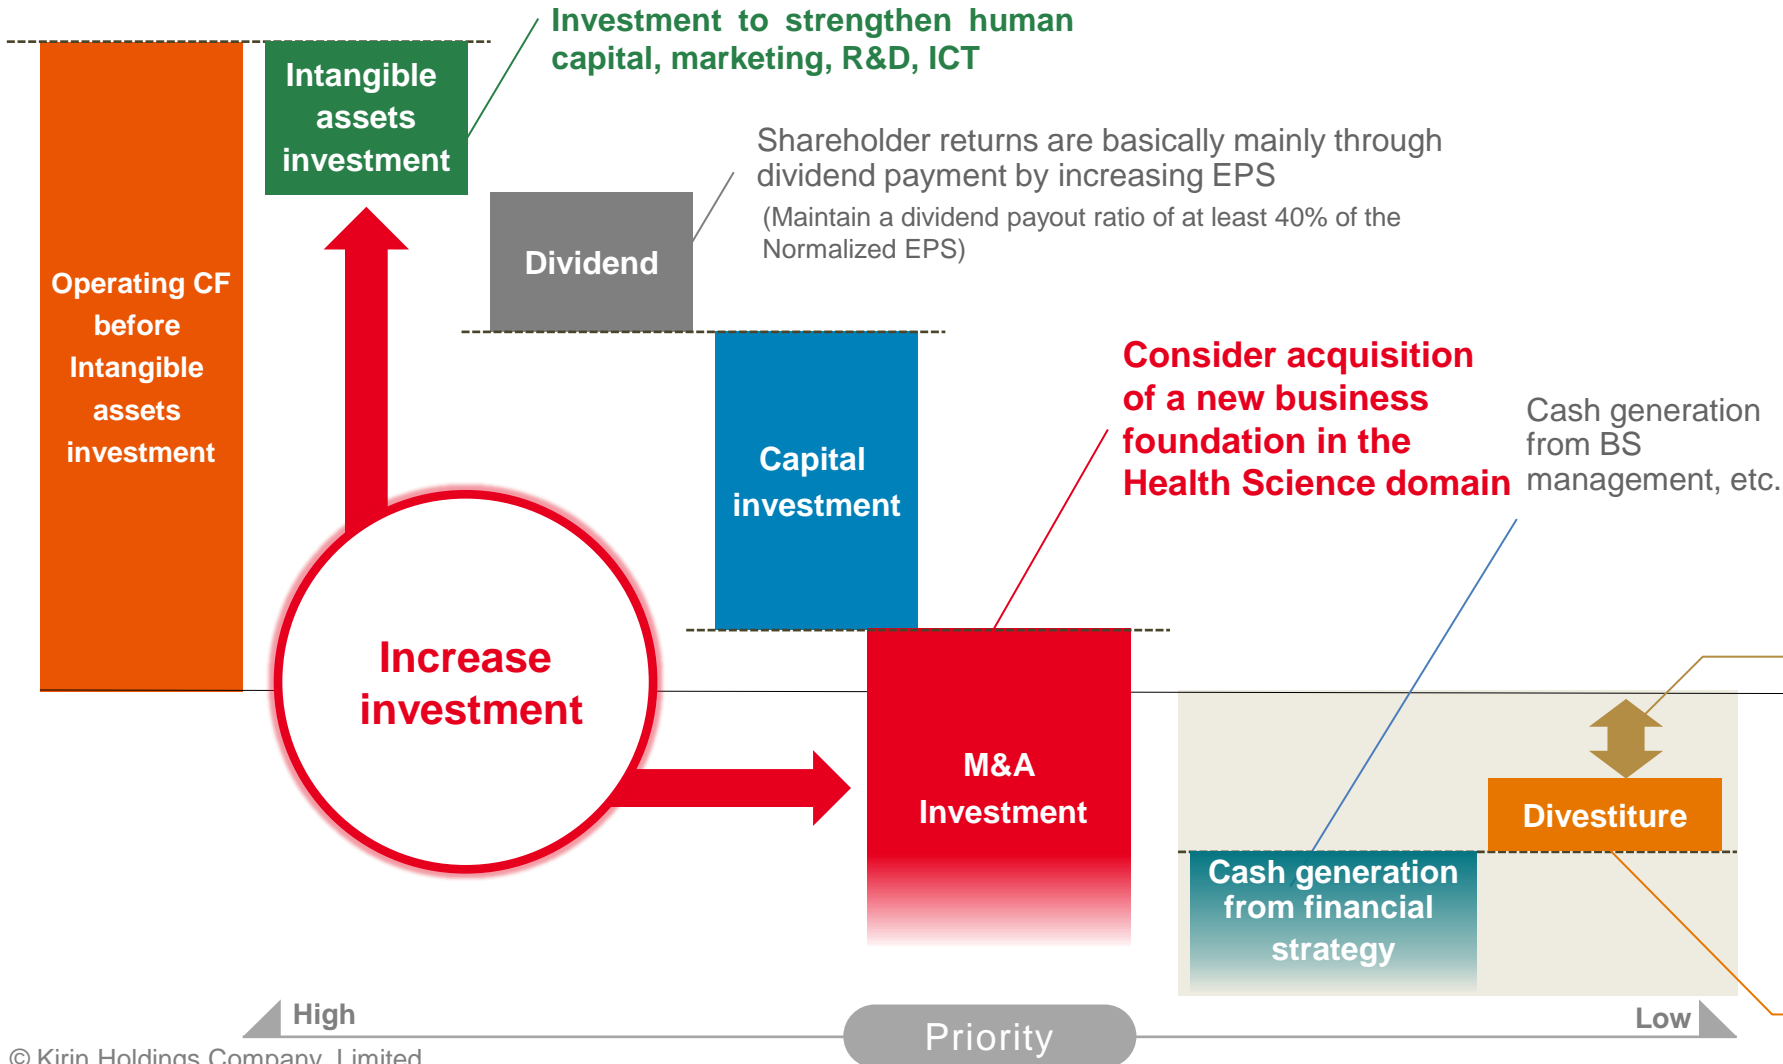 Investment to strengthen human
capital, marketing, R&D, ICT
Intangible
assets
investment
Shareholder returns are basically mainly through
dividend payment by increasing EPS
(Maintain a dividend payout ratio of at least 40% of the
Normalized EPS)
Dividend
Operating CF
before
Intangible
assets
investment
Consider acquisition
of a new business
foundation in the
Health Science domain
Cash generation
from BS
management, etc.
Capital
investment
Increase
investment
M&A
Investment
Divestiture
Cash generation
from financial
strategy
High
Low
Priority
© Kirin Holdings Company, Limited